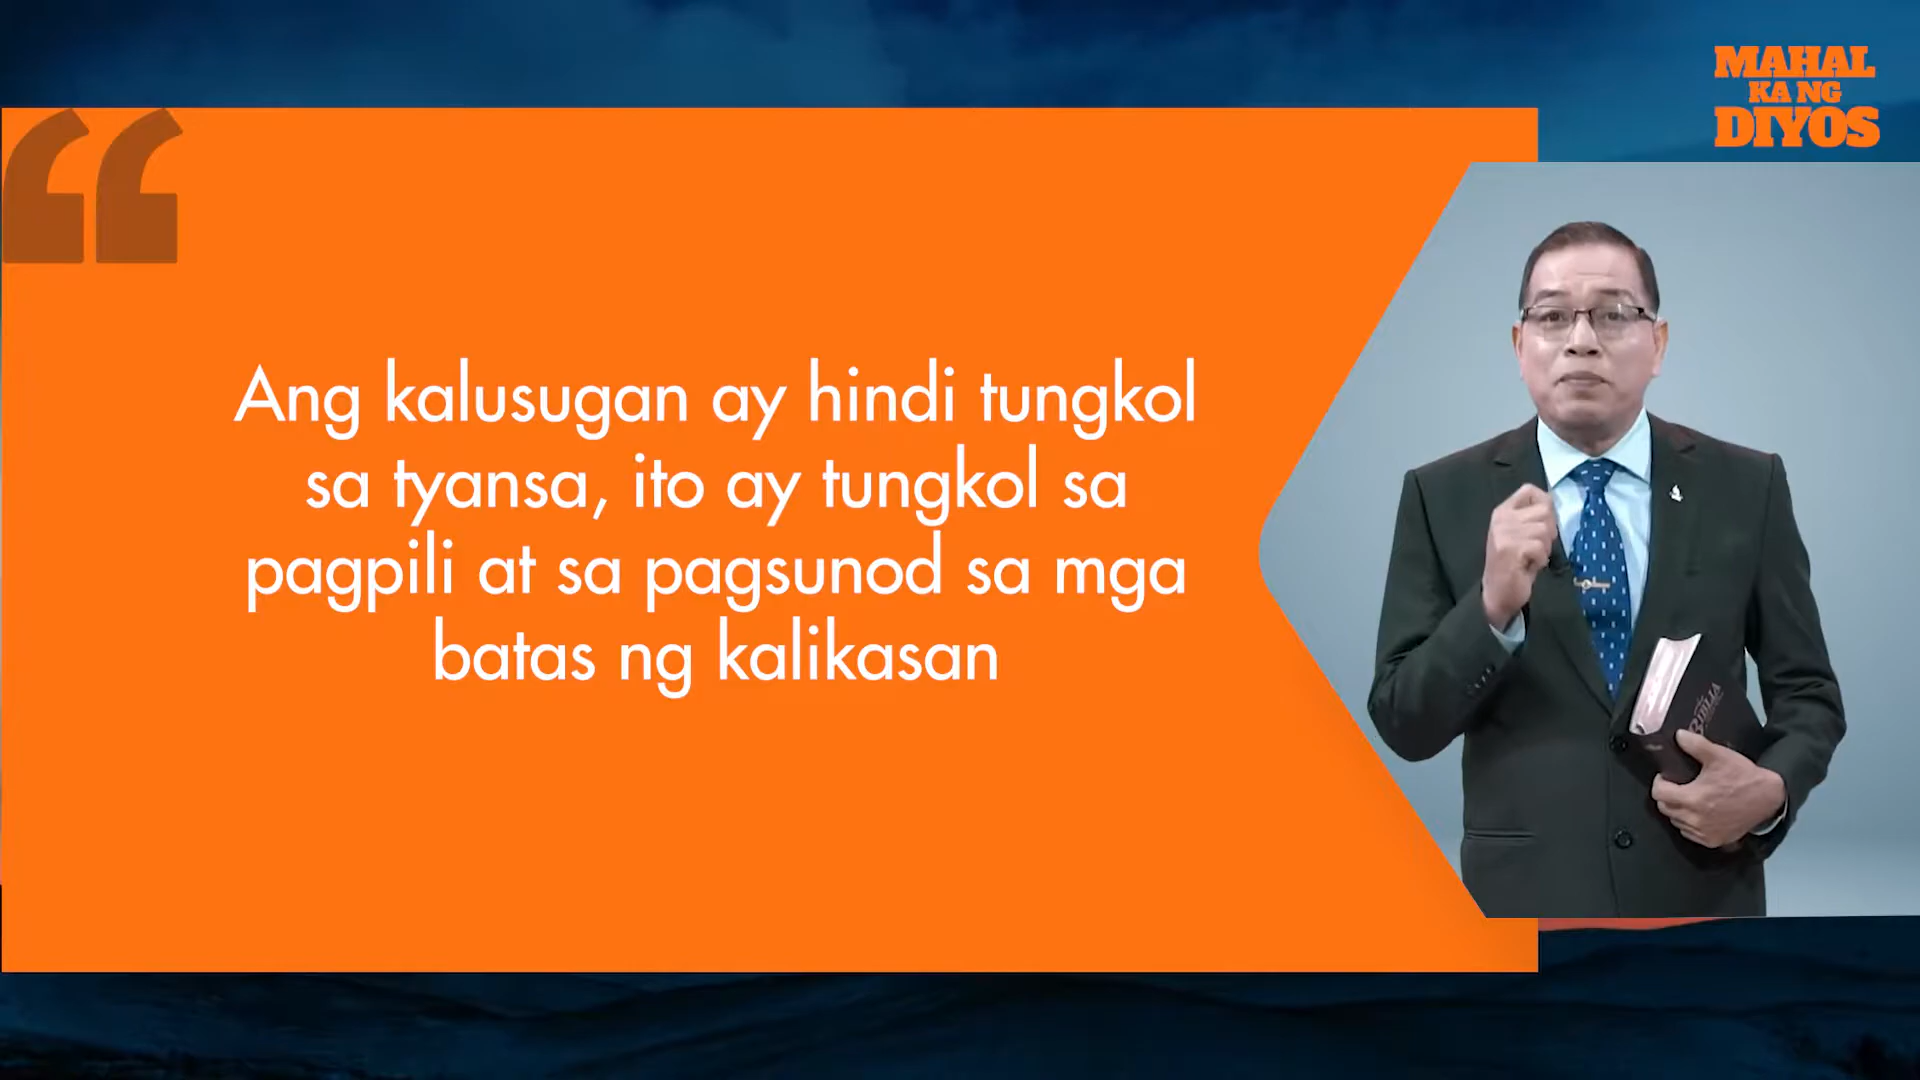 MAHAL
KA NG
DIYOS
Ang kalusugan ay hindi tungkol
sa tyansa, ito ay tungkol sa
pagpili at sa pagsunod sa mga
batas ng kalikasan
BIBLIA